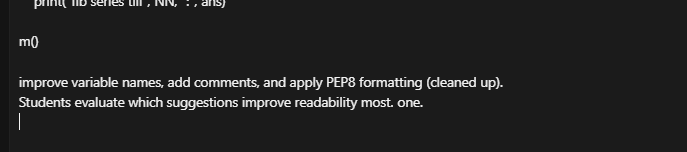 print("fib series till", NN, ":", ans)
m()
improve variable names, add comments, and apply PEP8 formatting (cleaned up).
Students evaluate which suggestions improve readability most. one.